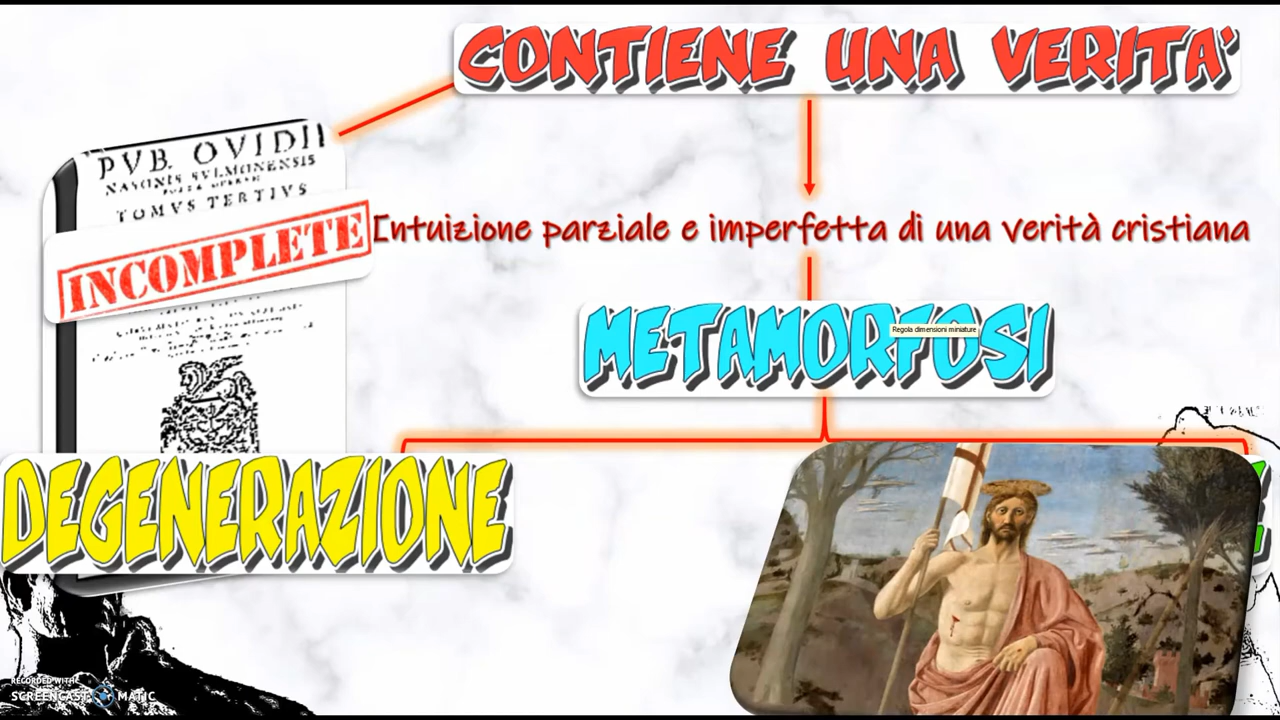 CONTIENE UNA VERITA'
PVB. OVIDII
NASONIS SVLMONENSIS
TOMVS TERTIVS
INCOMPLETE
Intuizione parziale e imperfetta di una verità cristiana
METAMORFOSI
Regola dimensioni miniature
DEGENERAZIONE
RECORDED WITH
SCREENCAST-O-MATIC